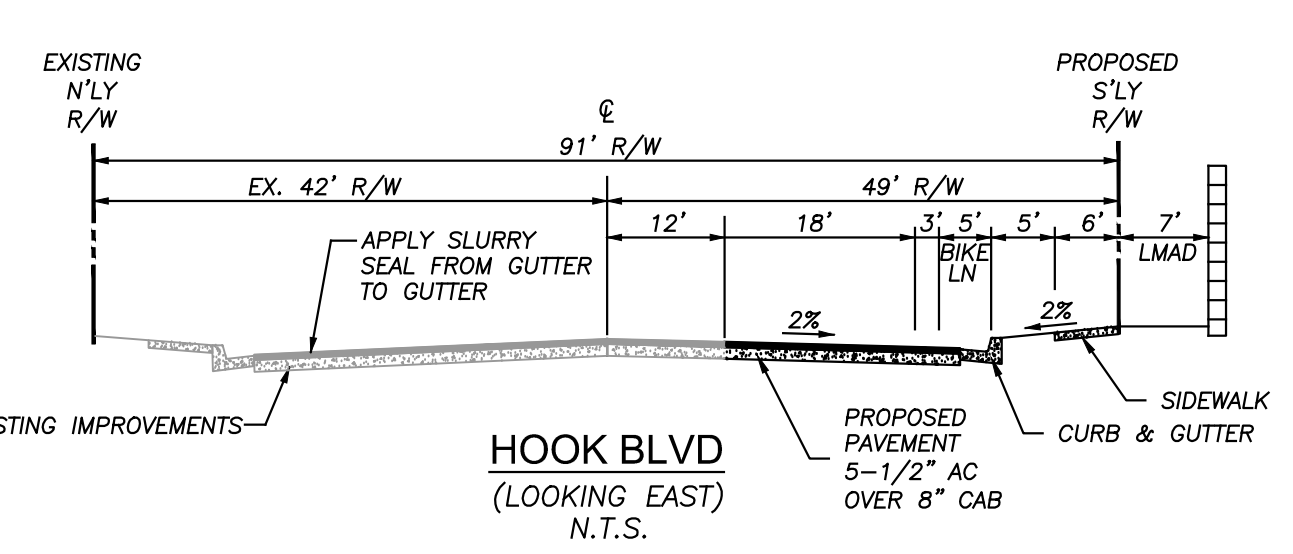 EXISTING
N'LY
R/W
PROPOSED
S'LY
R/W
℄
91' R/W
EX. 42' R/W
49' R/W
12'
18'
3'
5'
5'
6'
7'
BIKE
LN
LMAD
APPLY SLURRY
SEAL FROM GUTTER
TO GUTTER
2%
2%
STING IMPROVEMENTS
SIDEWALK
CURB & GUTTER
PROPOSED
PAVEMENT
5-1/2" AC
OVER 8" CAB
HOOK BLVD
(LOOKING EAST)
N.T.S.